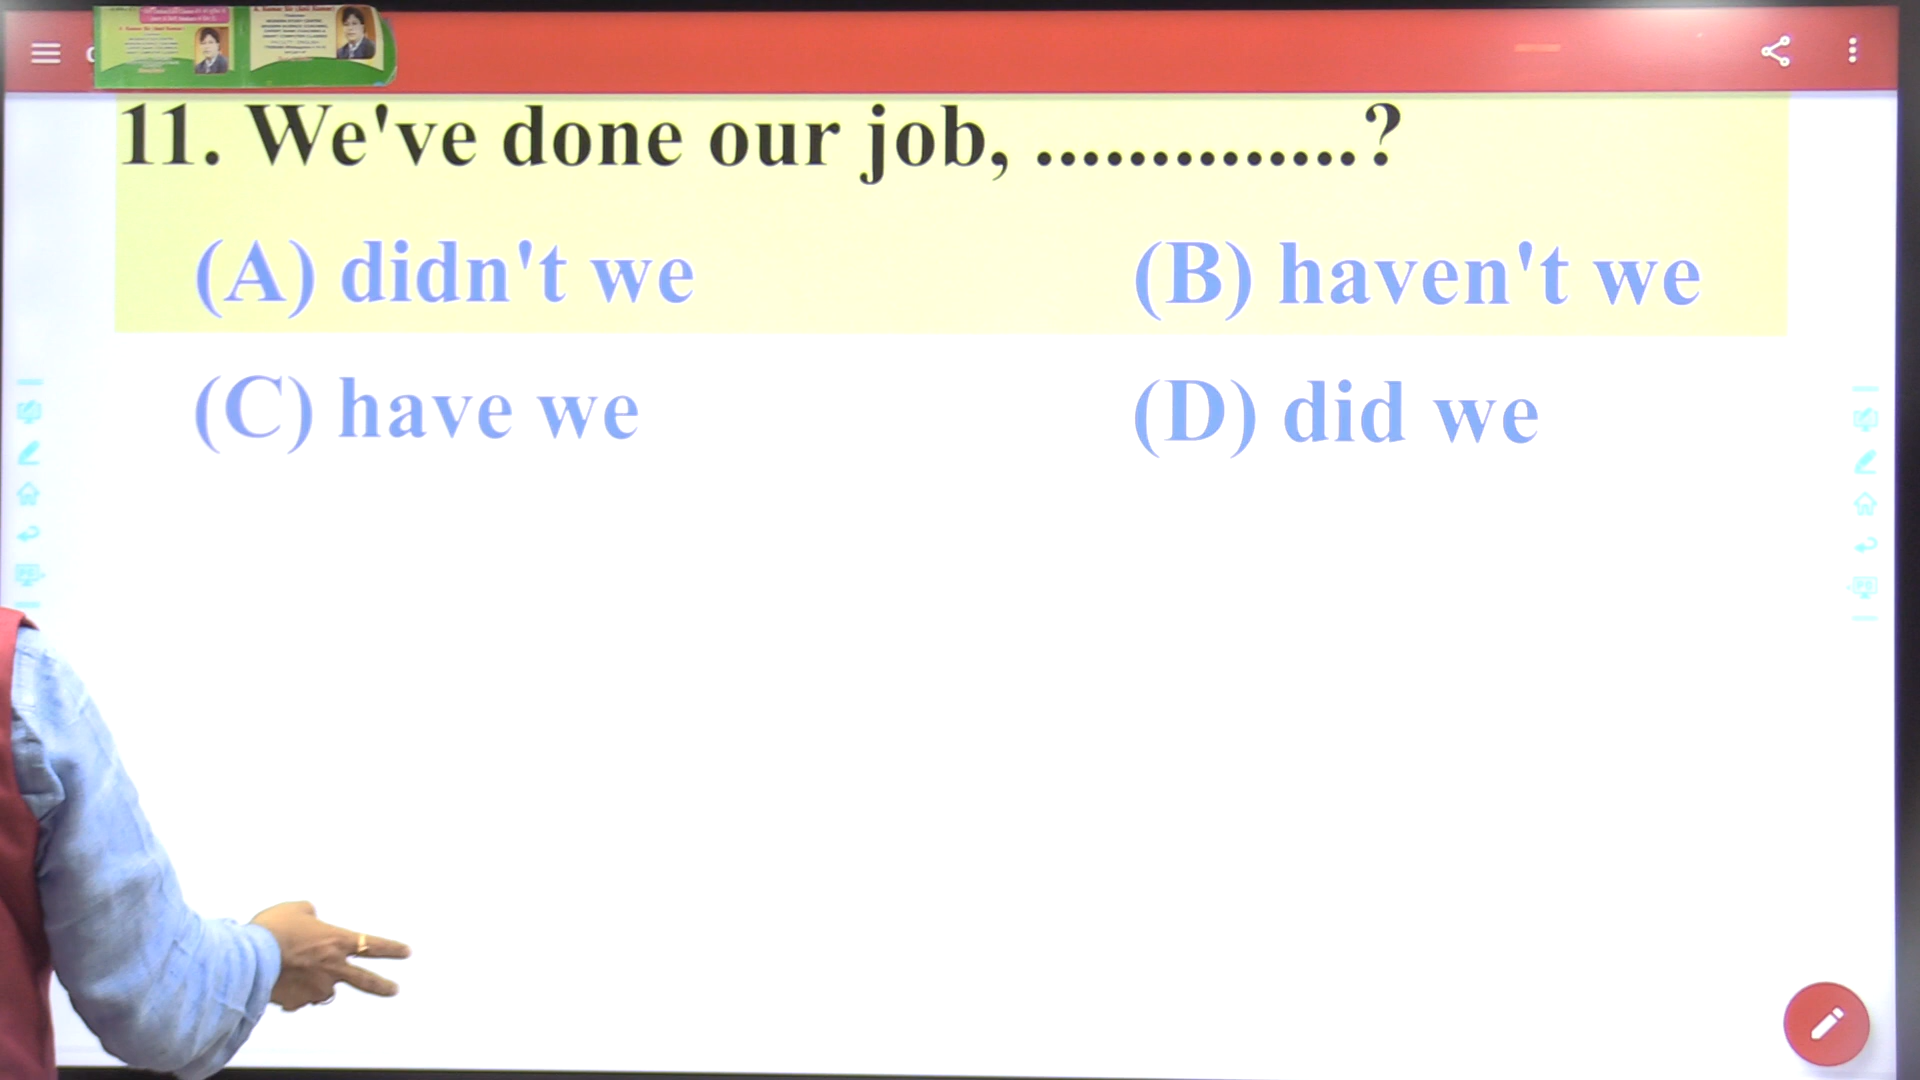 11. We've done our job, ..............?
(A) didn't we (B) haven't we
(C) have we (D) did we